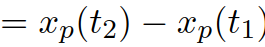 = x_p(t_2) − x_p(t_1)